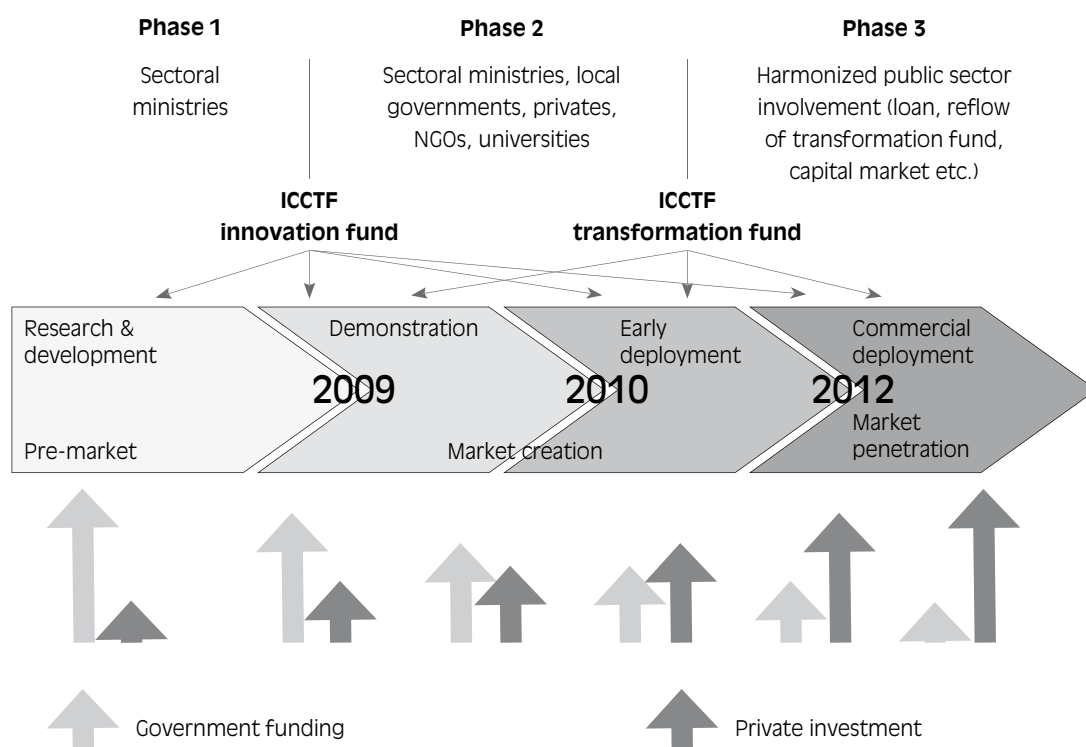 Phase 1
Sectoral
ministries
Phase 2
Sectoral ministries, local
governments, privates,
NGOs, universities
Phase 3
Harmonized public sector
involvement (loan, reflow
of transformation fund,
capital market etc.)
ICCTF
innovation fund
ICCTF
transformation fund
Research &
development
Pre-market
2009
Demonstration
Market creation
2010
Early
deployment
2012
Commercial
deployment
Market
penetration
Government funding
Private investment